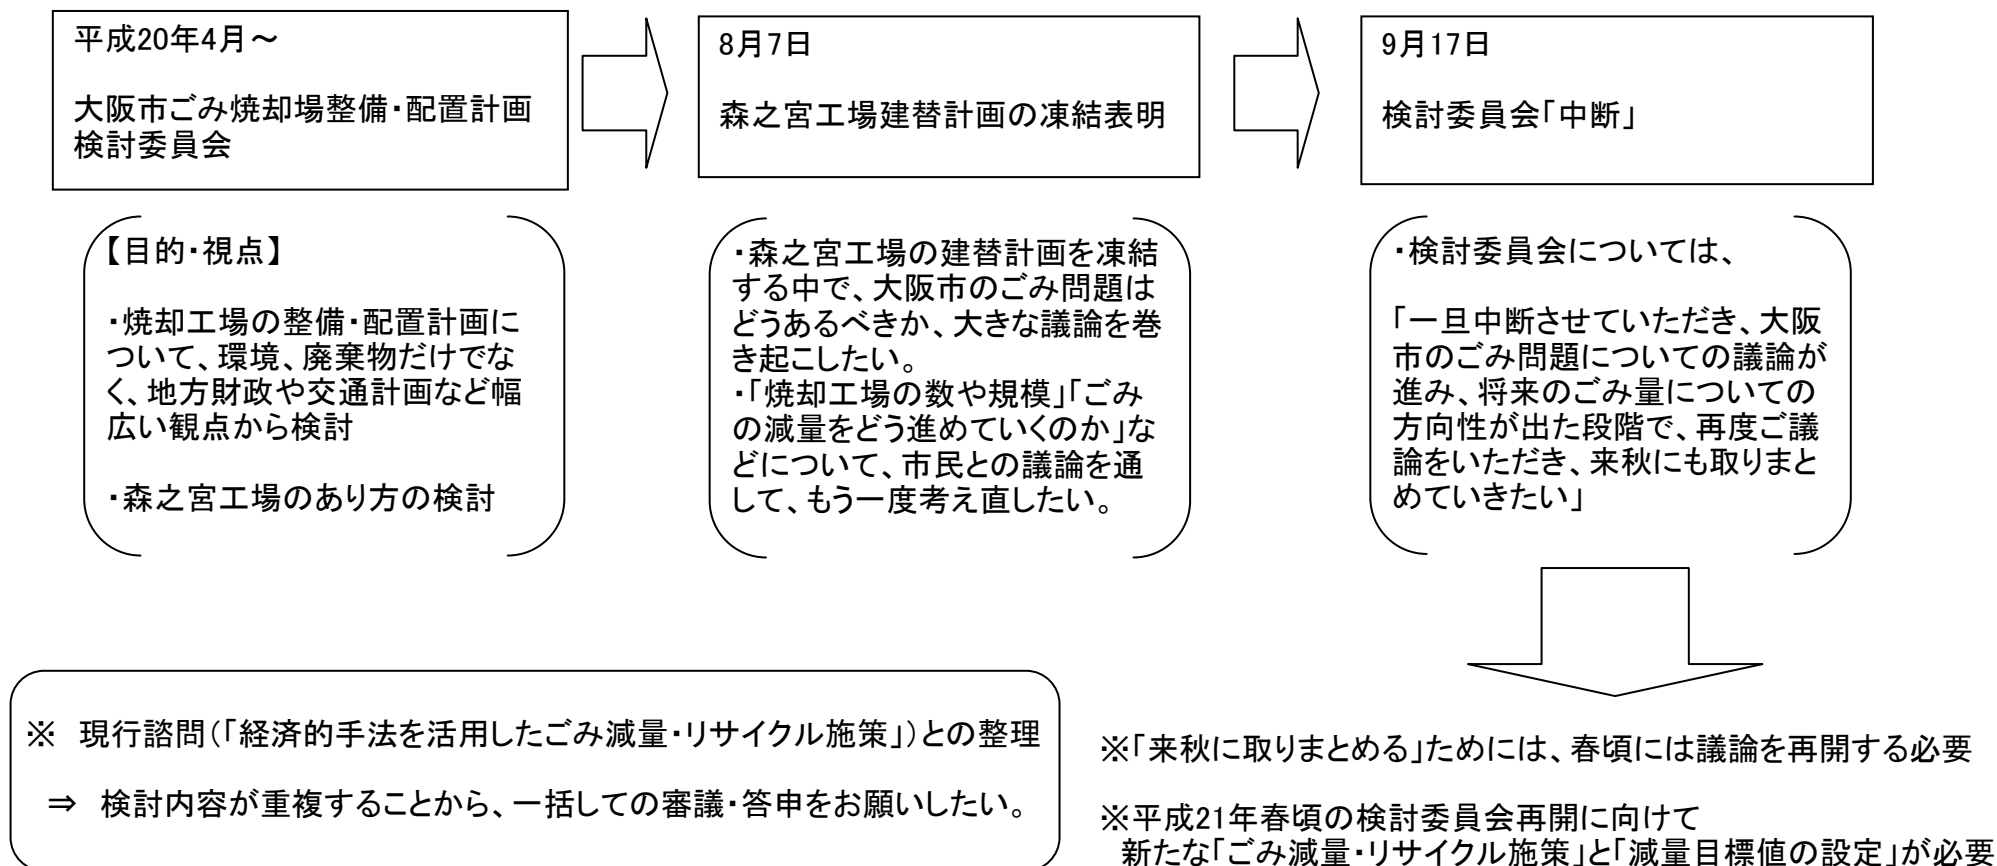 平成20年4月～
大阪市ごみ焼却場整備・配置計画
検討委員会
8月7日
森之宮工場建替計画の凍結表明
9月17日
検討委員会「中断」
【目的・視点】
・焼却工場の整備・配置計画に
ついて、環境、廃棄物だけでな
く、地方財政や交通計画など幅
広い観点から検討
・森之宮工場のあり方の検討
・森之宮工場の建替計画を凍結
する中で、大阪市のごみ問題は
どうあるべきか、大きな議論を巻
き起こしたい。
・「焼却工場の数や規模」「ごみ
の減量をどう進めていくのか」な
どについて、市民との議論を通
して、もう一度考え直したい。
・検討委員会については、
「一旦中断させていただき、大阪
市のごみ問題についての議論が
進み、将来のごみ量についての
方向性が出た段階で、再度ご議
論をいただき、来秋にも取りまと
めていきたい」
※ 現行諮問（「経済的手法を活用したごみ減量・リサイクル施策」）との整理
⇒ 検討内容が重複することから、一括しての審議・答申をお願いしたい。
※「来秋に取りまとめる」ためには、春頃には議論を再開する必要
※平成21年春頃の検討委員会再開に向けて
新たな「ごみ減量・リサイクル施策」と「減量目標値の設定」が必要